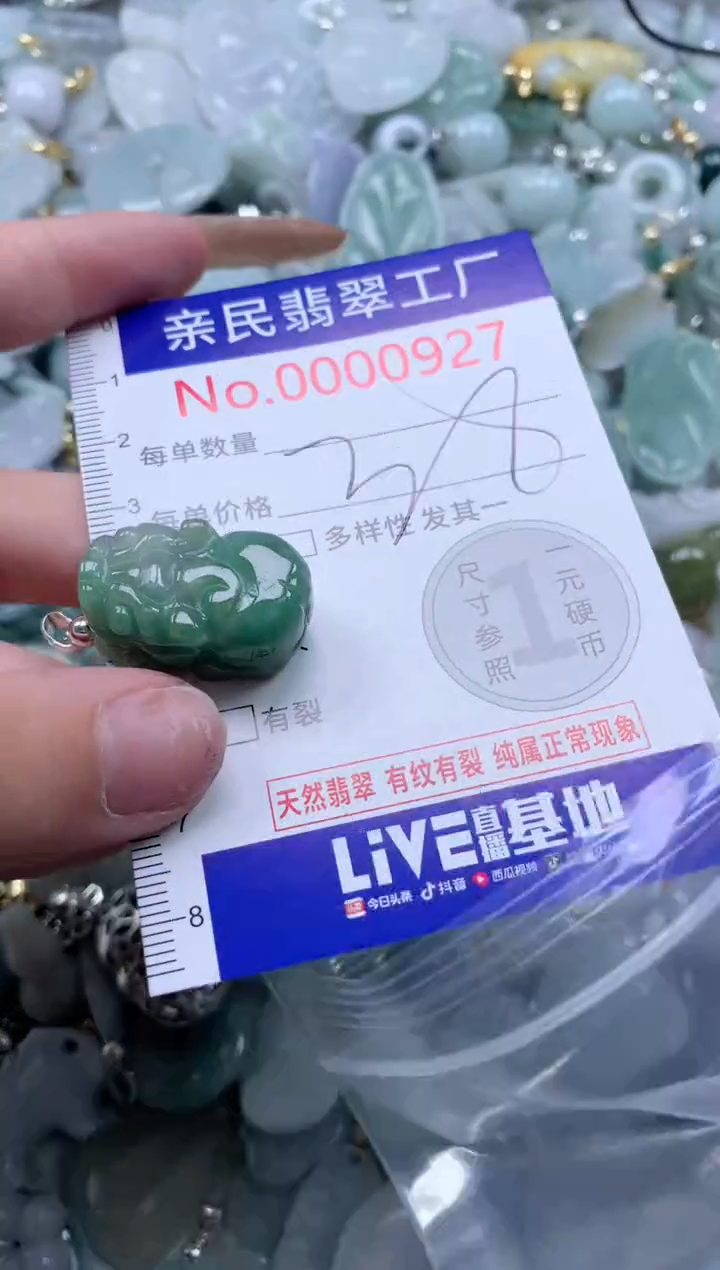 亲民翡翠工厂
No.0000927
0
1
2
3
每单数量
38
每单价格
多样性 发其一
尺寸参照
1
一元硬币
有裂
天然翡翠 有纹有裂 纯属正常现象
7
8
LiVE直播基地
今日头条 抖音 西瓜视频